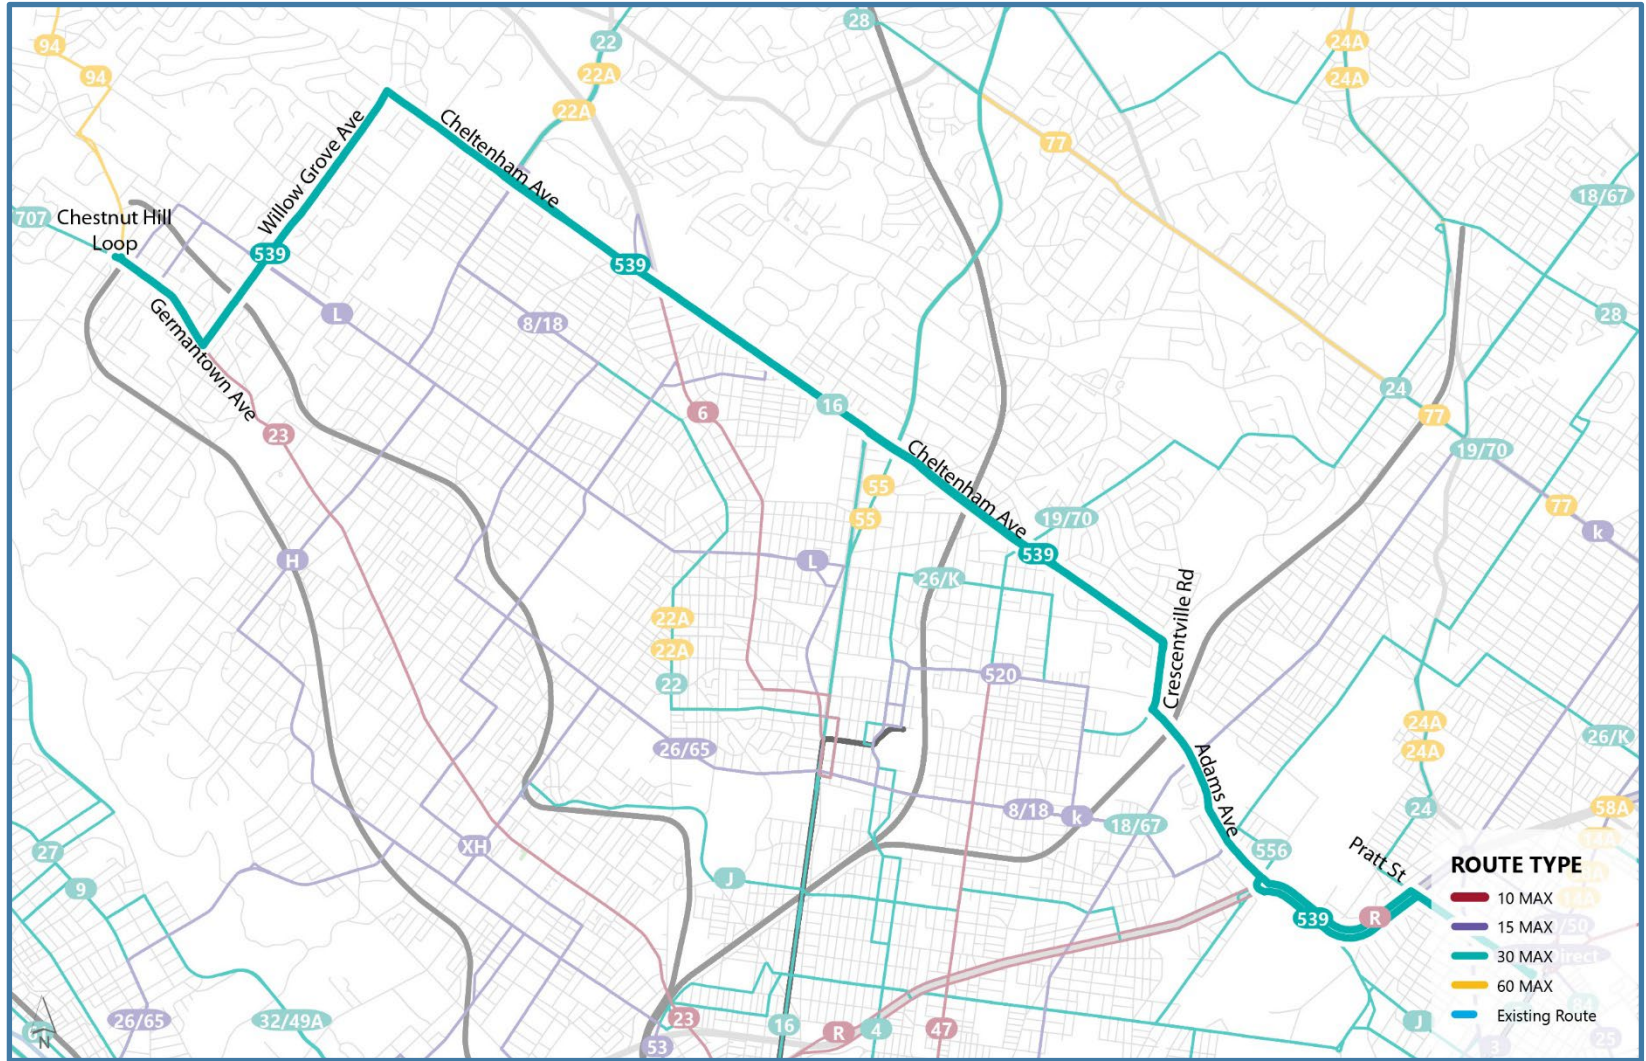 94
94
22
22A
22A
28
24A
24A
77
18/67
Cheltenham Ave
Willow Grove Ave
707
Chestnut Hill
Loop
539
539
L
8/18
28
Germantown Ave
6
16
24
77
23
19/70
Cheltenham Ave
55
55
19/70
77
k
539
H
L
26/K
Crescentville Rd
22A
22A
22
520
24A
24A
26/K
26/65
Adams Ave
8/18
k
18/67
24
58A
27
XH
556
Pratt St
9
J
539
R
ROUTE TYPE
10 MAX
15 MAX
30 MAX
60 MAX
Existing Route
26/65
32/49A
23
53
16
R
4
47
J
N
3
25
84
Direct